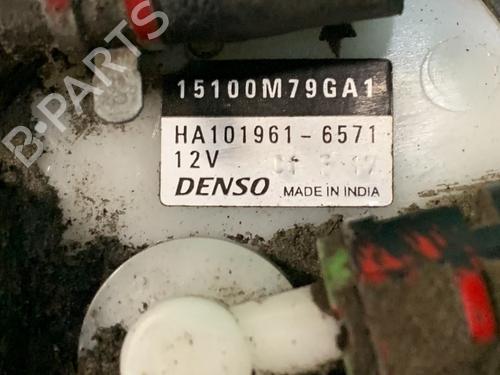 B-PARTS
15100M79GA1
HA101961-6571
12V
DENSO MADE IN INDIA